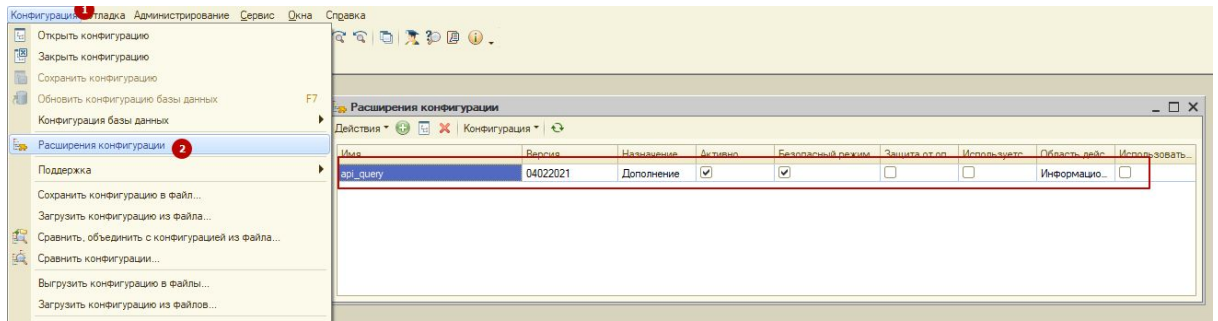 Конфигурация 1 тладка Администрирование Сервис Окна Справка
Открыть конфигурацию
Закрыть конфигурацию
Сохранить конфигурацию
Обновить конфигурацию базы данных F7
Конфигурация базы данных
Расширения конфигурации 2
Поддержка
Сохранить конфигурацию в файл...
Загрузить конфигурацию из файла...
Сравнить, объединить с конфигурацией из файла...
Сравнить конфигурации...
Выгрузить конфигурацию в файлы...
Загрузить конфигурацию из файлов...
Расширения конфигурации
Действия Конфигурация
Имя Версия Назначение Активно Безопасный режим Защита от оп... Используетс... Область дейс... Использовать...
api_query 04022021 Дополнение Информацио...